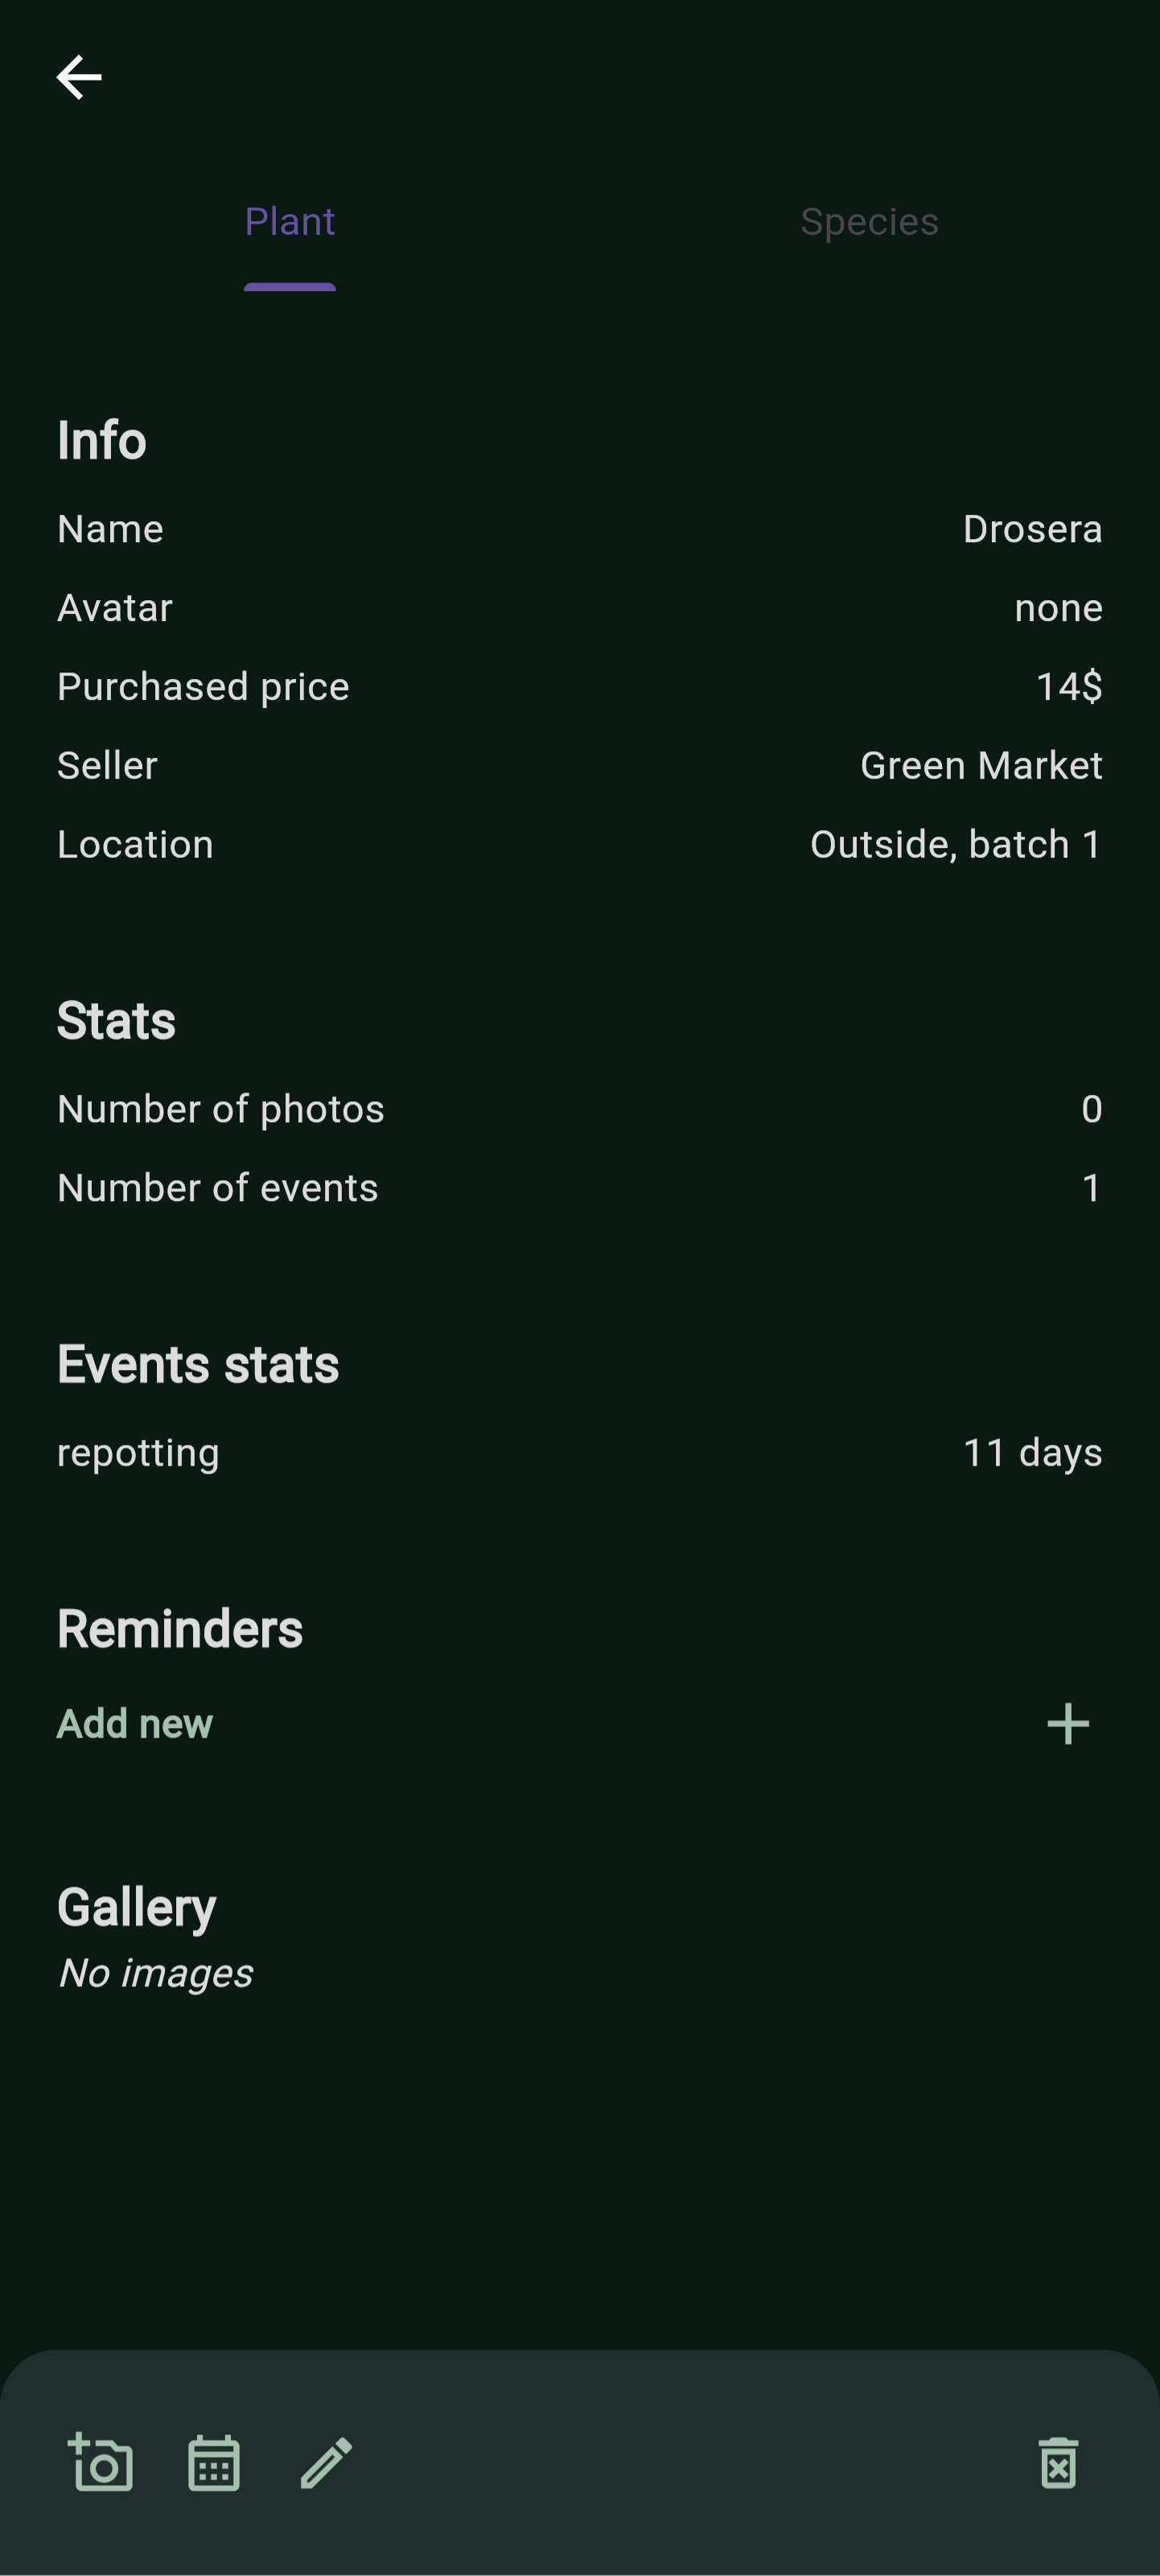 Plant Species
Info
Name Drosera
Avatar none
Purchased price 14$
Seller Green Market
Location Outside, batch 1
Stats
Number of photos 0
Number of events 1
Events stats
repotting 11 days
Reminders
Add new
Gallery
No images